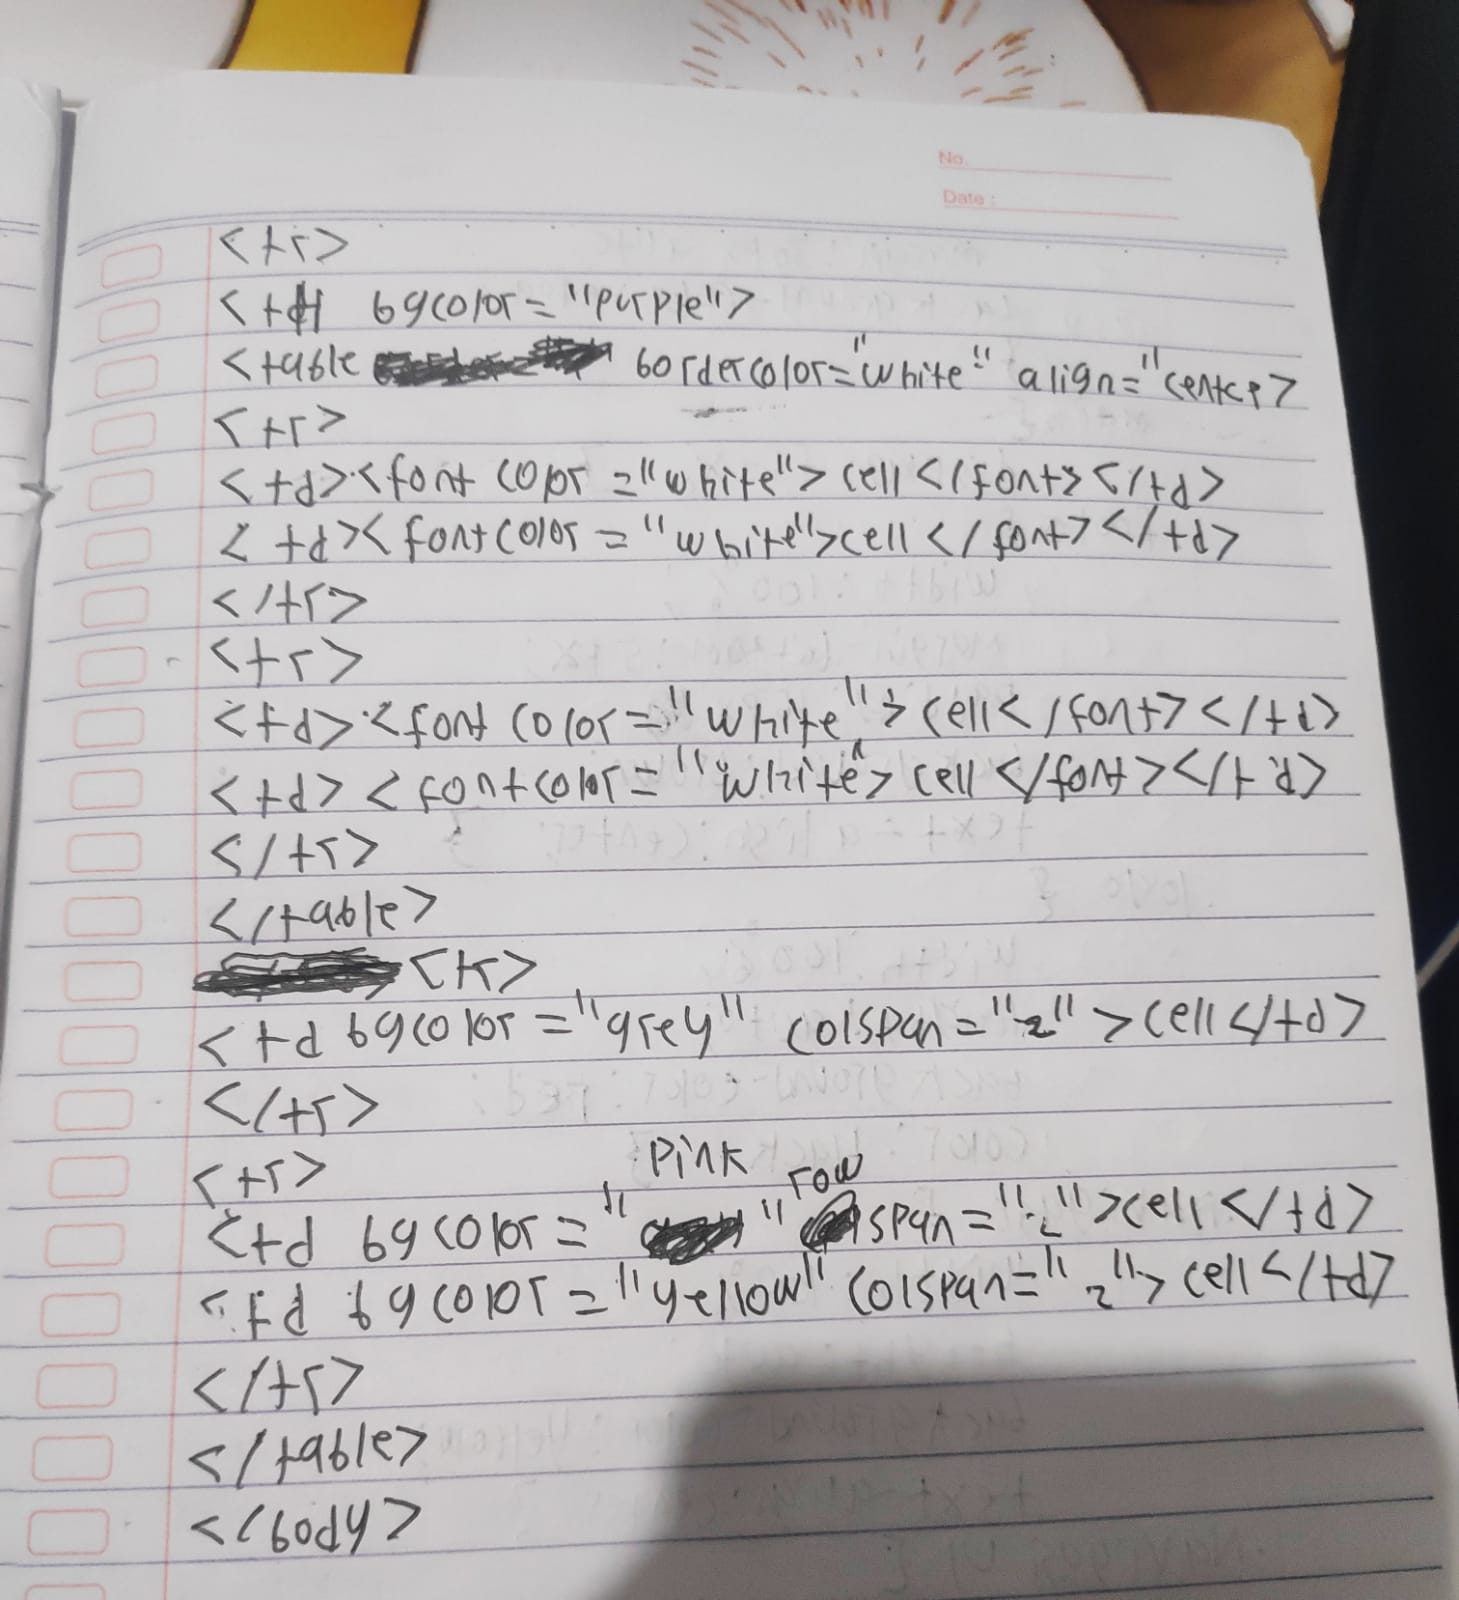 No.
Date :
<tr>
<td bgcolor="purple">
<table bordercolor="white" align="center>
<tr>
<td><font color="white">cell</font></td>
<td><font color="white">cell</font></td>
</tr>
<tr>
<td><font color="white">cell</font></td>
<td><font color="white">cell</font></td>
</tr>
</table>
<tr>
<td bgcolor="grey" colspan="2">cell</td>
</tr>
<tr>
<td bgcolor="pink" rowspan="2">cell</td>
<td bgcolor="yellow" colspan="2">cell</td>
</tr>
</table>
</body>